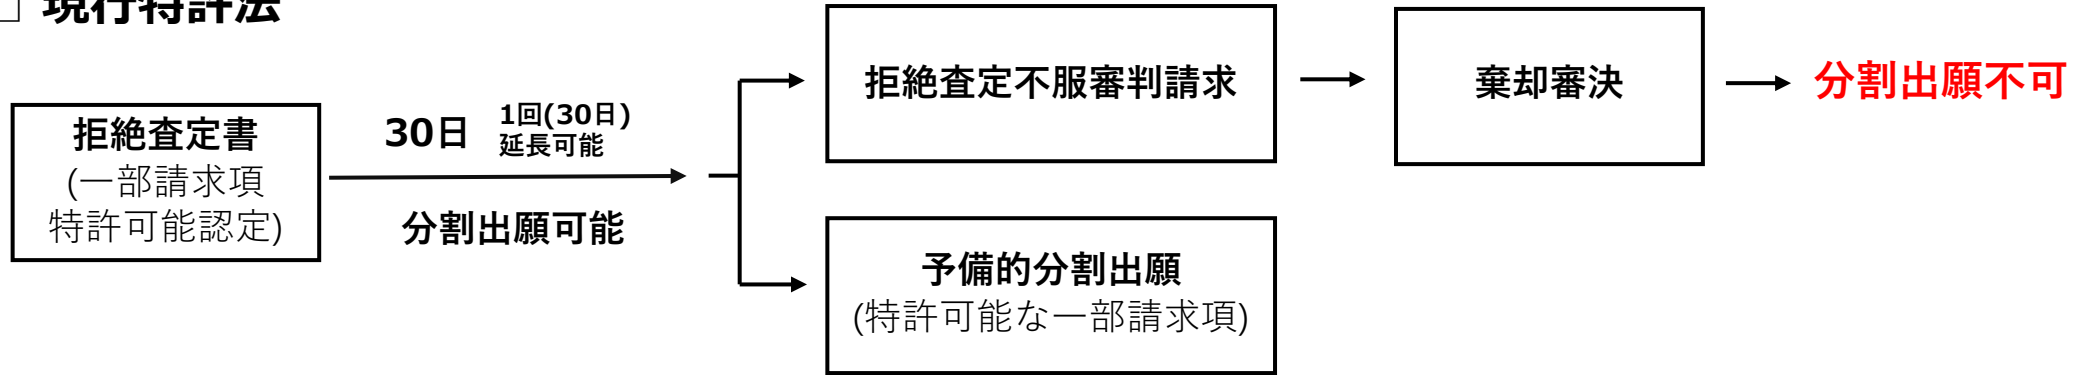 □ 現行特許法
拒絶査定書
(一部請求項
特許可能認定)
30日
1回(30日)
延長可能
分割出願可能
拒絶査定不服審判請求
棄却審決
分割出願不可
予備的分割出願
(特許可能な一部請求項)